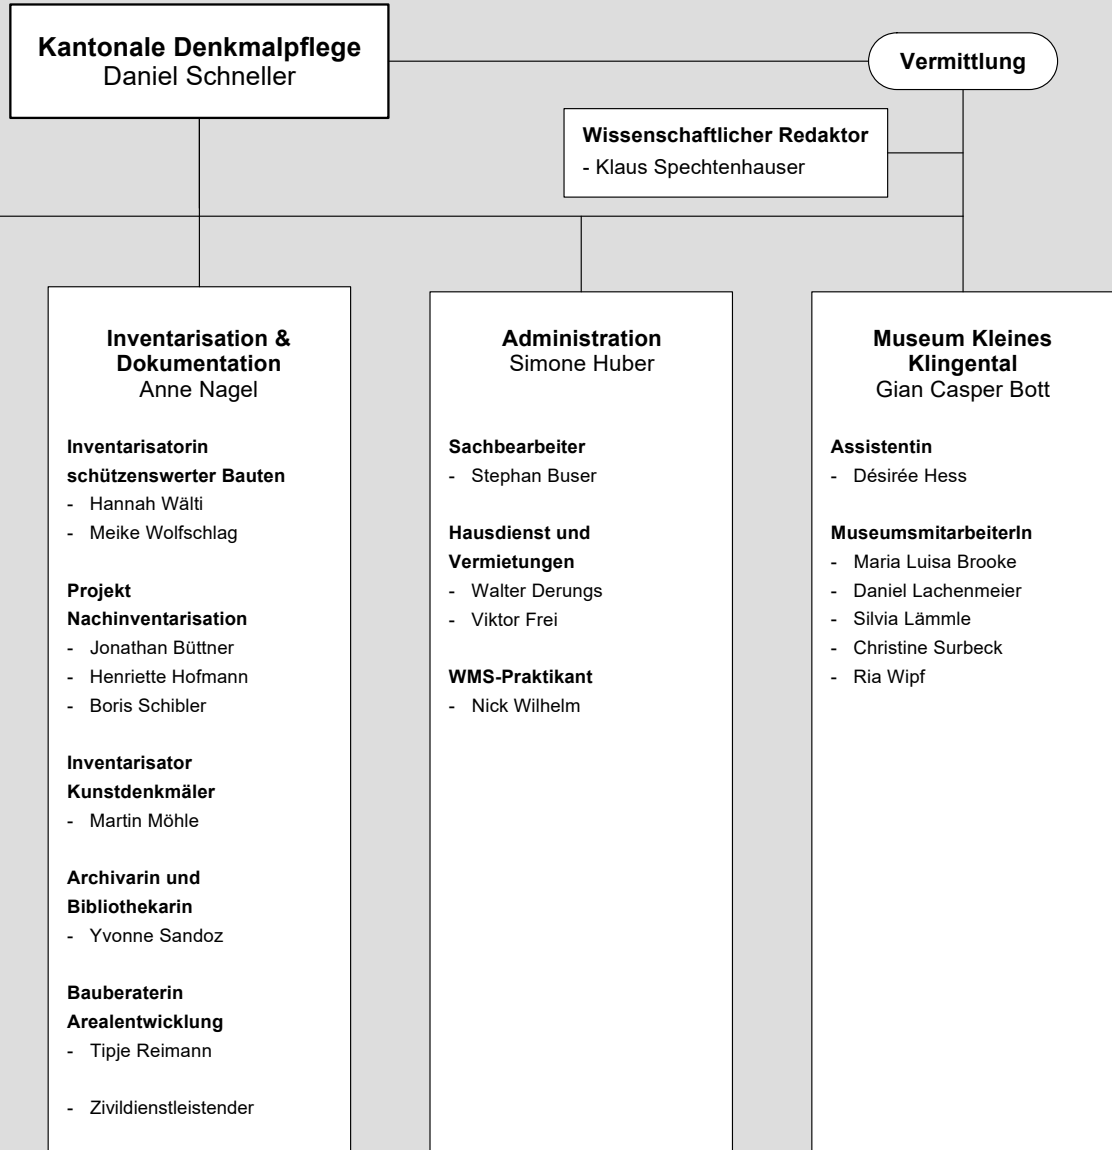 Kantonale Denkmalpflege
Daniel Schneller
Vermittlung
Wissenschaftlicher Redaktor
- Klaus Spechtenhauser
Inventarisation &
Dokumentation
Anne Nagel
Inventarisatorin
schützenswerter Bauten
- Hannah Wälti
- Meike Wolfschlag
Projekt
Nachinventarisation
- Jonathan Büttner
- Henriette Hofmann
- Boris Schibler
Inventarisator
Kunstdenkmäler
- Martin Möhle
Archivarin und
Bibliothekarin
- Yvonne Sandoz
Bauberaterin
Arealentwicklung
- Tipje Reimann
- Zivildienstleistender
Administration
Simone Huber
Sachbearbeiter
- Stephan Buser
Hausdienst und
Vermietungen
- Walter Derungs
- Viktor Frei
WMS-Praktikant
- Nick Wilhelm
Museum Kleines
Klingental
Gian Casper Bott
Assistentin
- Désirée Hess
MuseumsmitarbeiterIn
- Maria Luisa Brooke
- Daniel Lachenmeier
- Silvia Lämmle
- Christine Surbeck
- Ria Wipf